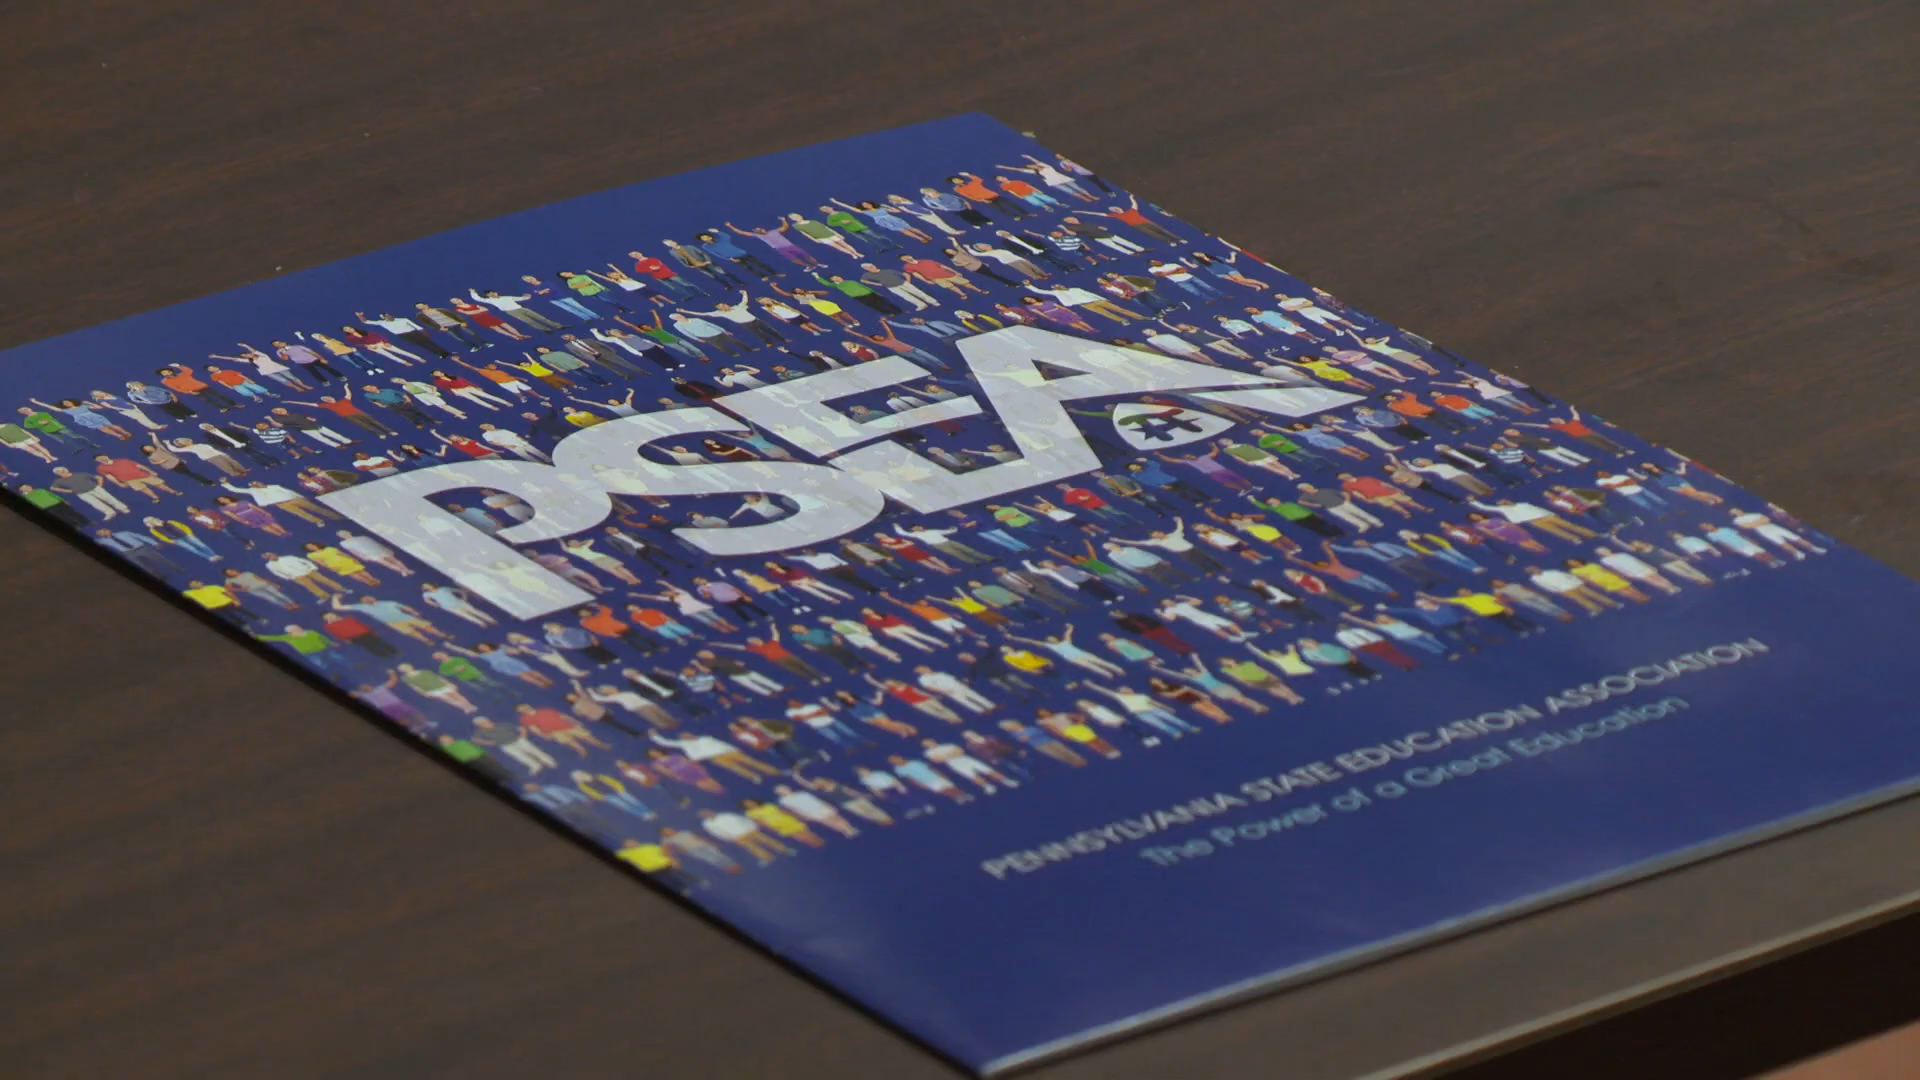 PSEA
PENNSYLVANIA STATE EDUCATION ASSOCIATION
The Power of a Great Education